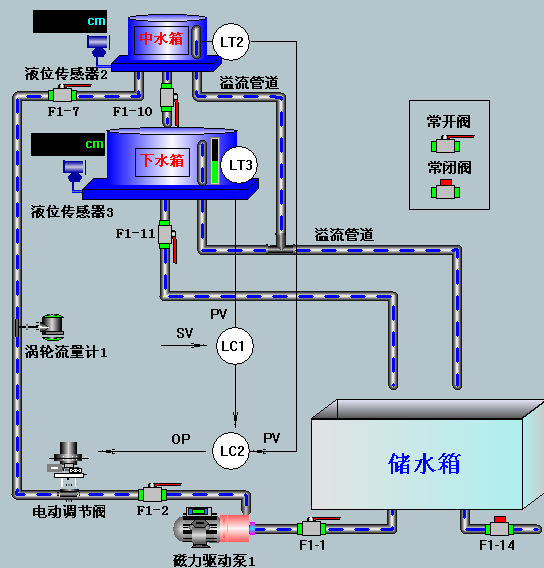 cm
中水箱
LT2
液位传感器2
溢流管道
F1-7
F1-10
常开阀
cm
下水箱
LT3
常闭阀
液位传感器3
F1-11
溢流管道
PV
SV
LC1
涡轮流量计1
OP
PV
LC2
储水箱
电动调节阀
F1-2
F1-1
F1-14
磁力驱动泵1